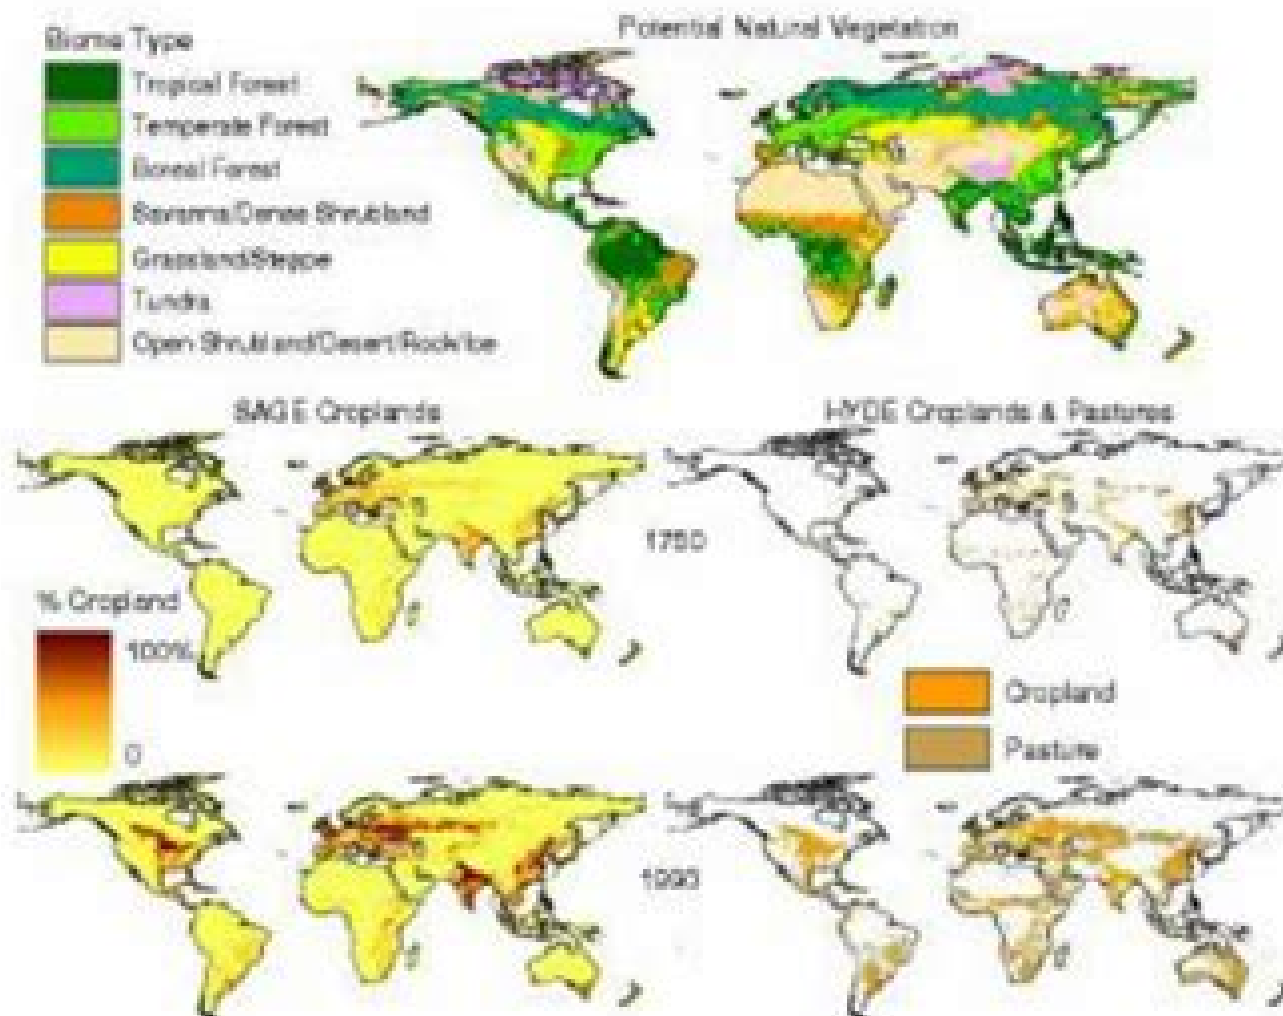 Potential Natural Vegetation
Biome Type
Tropical Forest
Temperate Forest
Boreal Forest
Savanna/Dense Shrubland
Grassland/Steppe
Tundra
Open Shrubland/Desert/Rock/Ice
SAGE Croplands
HYDE Croplands & Pastures
1750
% Cropland
100%
0
Cropland
Pasture
1990